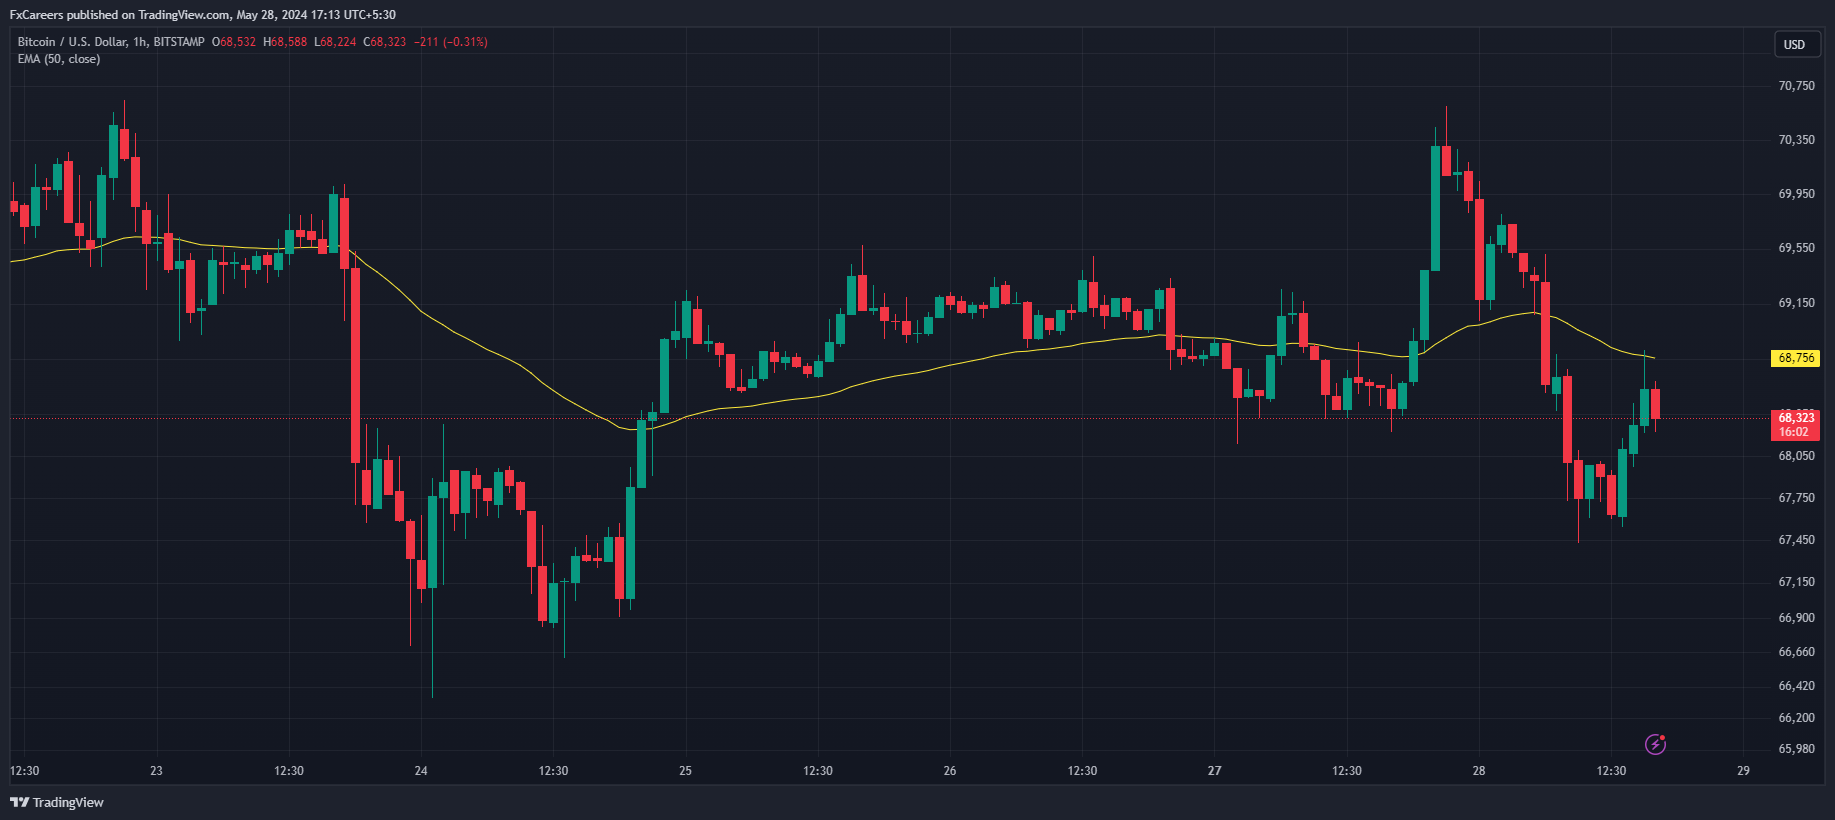 FxCareers published on TradingView.com, May 28, 2024 17:13 UTC+5:30
Bitcoin / U.S. Dollar, 1h, BITSTAMP O68,532 H68,588 L68,224 C68,323 −211 (−0.31%)
EMA (50, close)
USD
70,750
70,350
69,950
69,550
69,150
68,756
68,323
16:02
68,050
67,750
67,450
67,150
66,900
66,660
66,420
66,200
65,980
12:30 23 12:30 24 12:30 25 12:30 26 12:30 27 12:30 28 12:30 29
TradingView